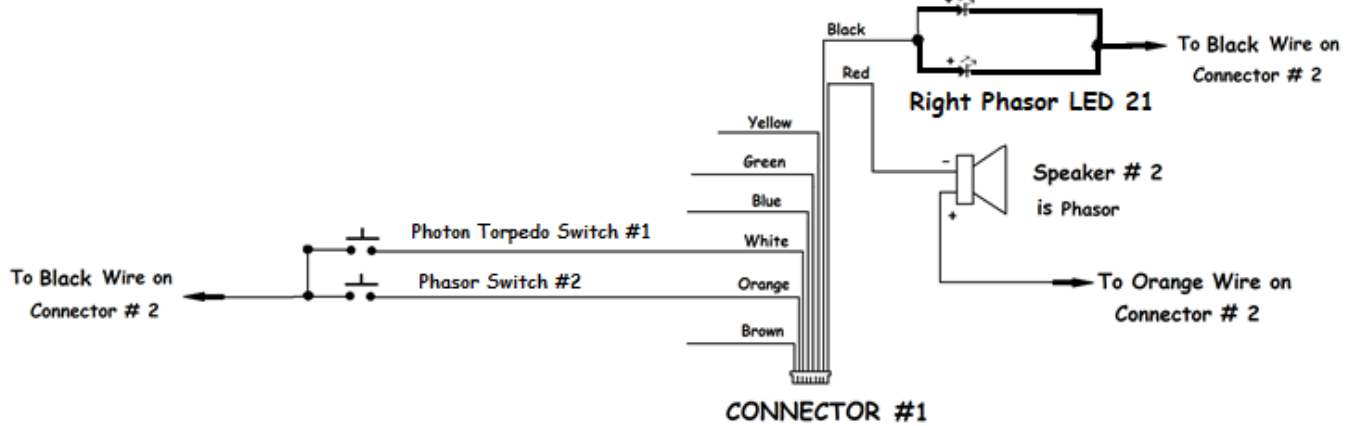 Black
To Black Wire on
Connector # 2
Red
Right Phasor LED 21
Yellow
Green
-
Speaker # 2
is Phasor
+
Blue
Photon Torpedo Switch #1
White
To Black Wire on
Connector # 2
Phasor Switch #2
Orange
To Orange Wire on
Connector # 2
Brown
CONNECTOR #1